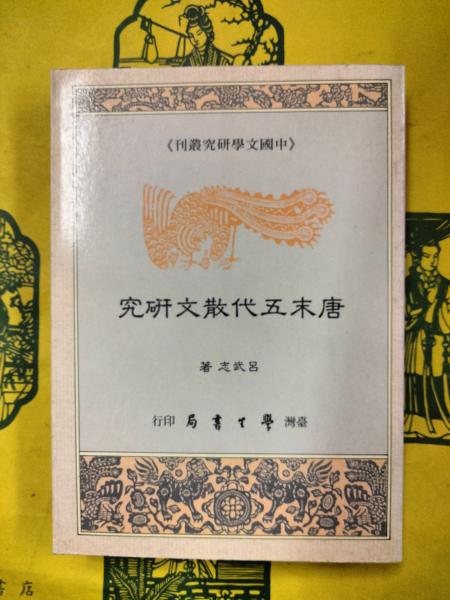 《中國文學研究叢刊》
唐末五代散文研究
呂武志 著
臺灣 學生書局 印行
書店